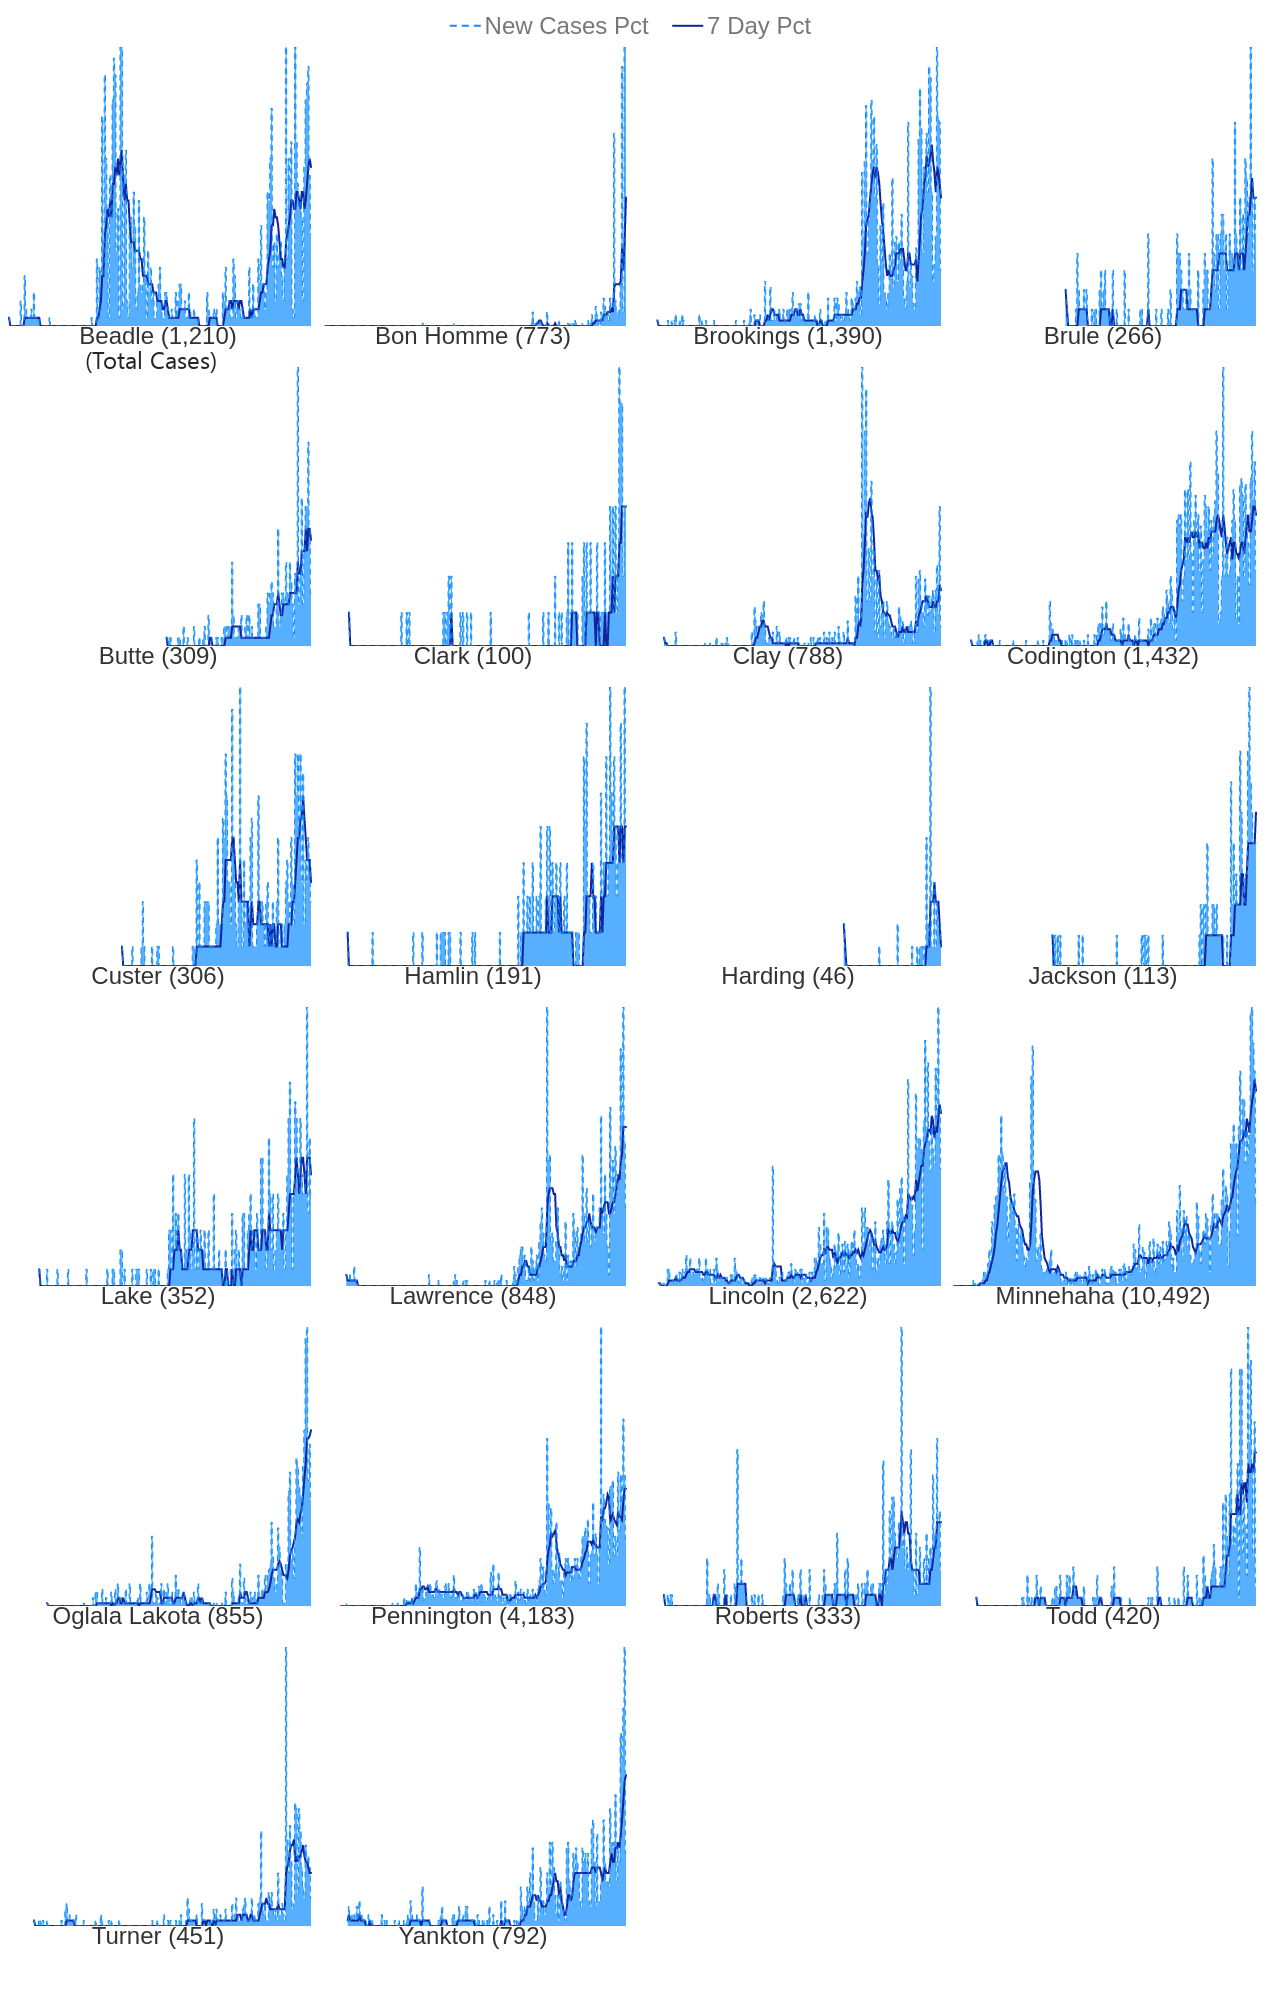 New Cases Pct 7 Day Pct
Beadle (1,210) Bon Homme (773) Brookings (1,390) Brule (266)
(Total Cases)
Butte (309) Clark (100) Clay (788) Codington (1,432)
Custer (306) Hamlin (191) Harding (46) Jackson (113)
Lake (352) Lawrence (848) Lincoln (2,622) Minnehaha (10,492)
Oglala Lakota (855) Pennington (4,183) Roberts (333) Todd (420)
Turner (451) Yankton (792)